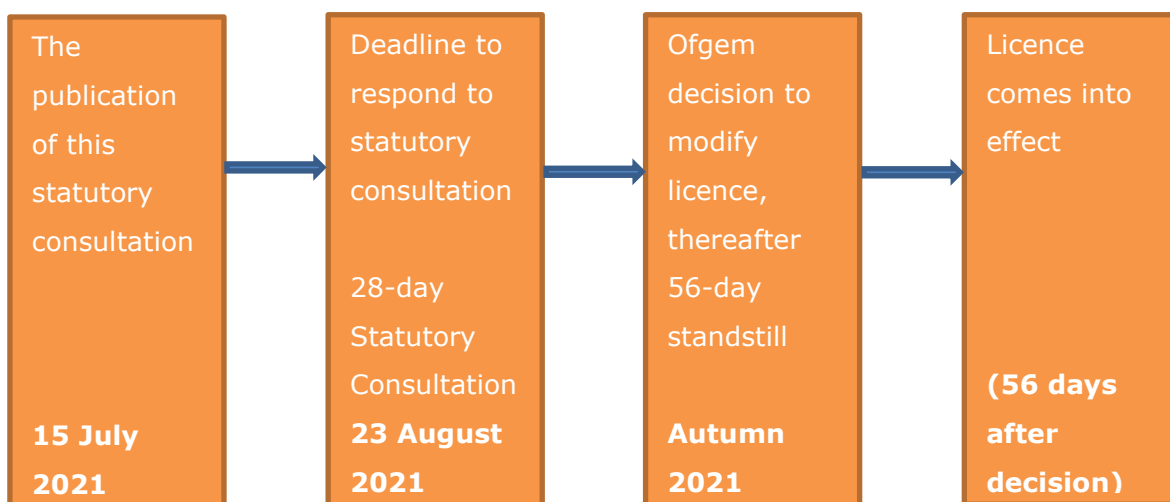 The
publication
of this
statutory
consultation
15 July
2021
Deadline to
respond to
statutory
consultation
28-day
Statutory
Consultation
23 August
2021
Ofgem
decision to
modify
licence,
thereafter
56-day
standstill
Autumn
2021
Licence
comes into
effect
(56 days
after
decision)